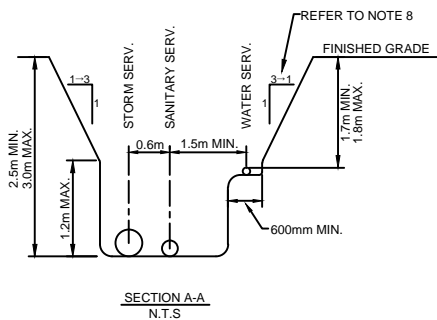 REFER TO NOTE 8
FINISHED GRADE
1→3
1
STORM SERV.
SANITARY SERV.
WATER SERV.
3→1
1
0.6m
1.5m MIN.
1.7m MIN.
1.8m MAX.
2.5m MIN.
3.0m MAX.
1.2m MAX.
600mm MIN.
SECTION A-A
N.T.S